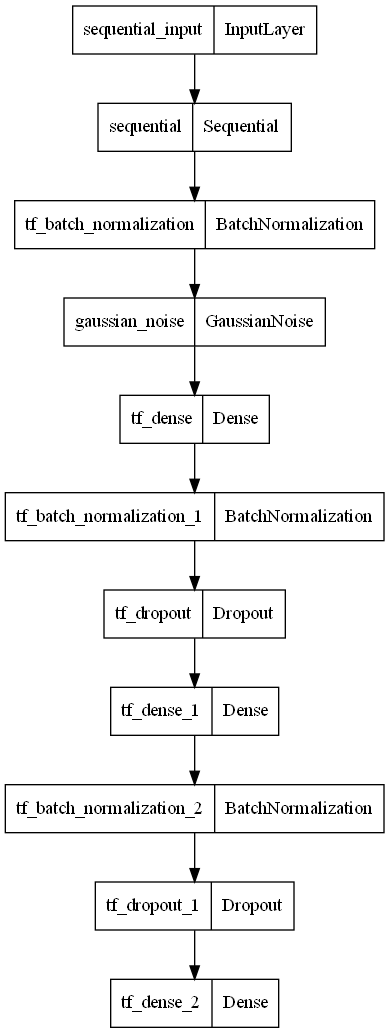 sequential_input InputLayer
sequential Sequential
tf_batch_normalization BatchNormalization
gaussian_noise GaussianNoise
tf_dense Dense
tf_batch_normalization_1 BatchNormalization
tf_dropout Dropout
tf_dense_1 Dense
tf_batch_normalization_2 BatchNormalization
tf_dropout_1 Dropout
tf_dense_2 Dense